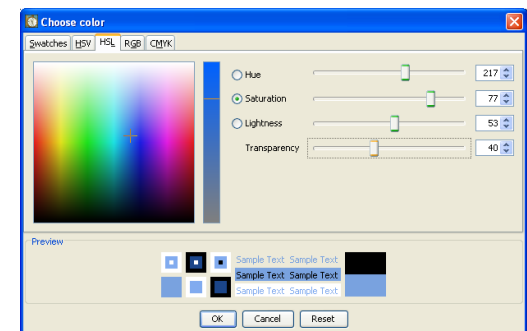 Choose color
Swatches HSV HSL RGB CMYK
Hue 217
Saturation 77
Lightness 53
Transparency 40
Preview
Sample Text Sample Text
Sample Text Sample Text
Sample Text Sample Text
OK Cancel Reset